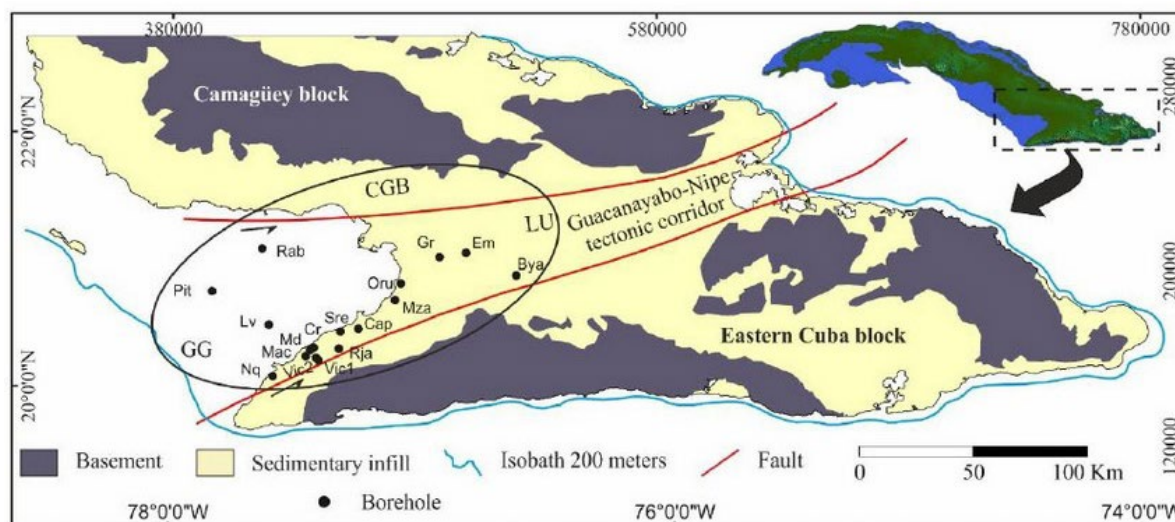 380000
580000
780000
280000
22°0'0"N
Camagüey block
CGB
Guacanayabo-Nipe
tectonic corridor
LU
Gr
Em
Rab
Bya
200000
Pit
Oru
Mza
Lv
Sre
Cap
Cr
Md
Eastern Cuba block
GG
Mac
Rja
Vic2
Vic1
Nq
20°0'0"N
120000
Basement
Sedimentary infill
Isobath 200 meters
Fault
0 50 100 Km
Borehole
78°0'0"W
76°0'0"W
74°0'0"W